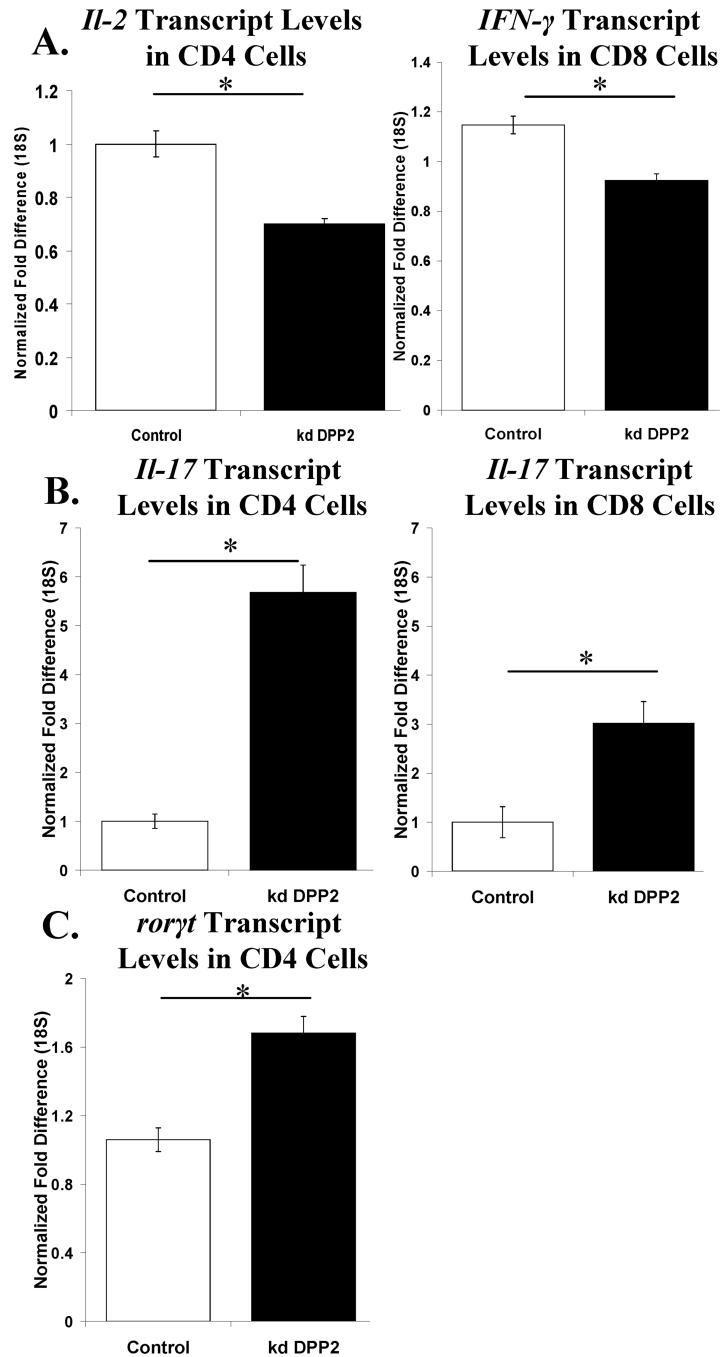 A.
Il-2 Transcript Levels
in CD4 Cells
*
Normalized Fold Difference (18S)
1.2
1
0.8
0.6
0.4
0.2
0
Control
kd DPP2
IFN-γ Transcript
Levels in CD8 Cells
*
Normalized Fold Difference (18S)
1.4
1.2
1
0.8
0.6
0.4
0.2
0
Control
kd DPP2
B.
Il-17 Transcript
Levels in CD4 Cells
*
Normalized Fold Difference (18S)
7
6
5
4
3
2
1
0
Control
kd DPP2
Il-17 Transcript
Levels in CD8 Cells
*
Normalized Fold Difference (18S)
7
6
5
4
3
2
1
0
Control
kd DPP2
C.
rorγt Transcript
Levels in CD4 Cells
*
Normalized Fold Difference (18S)
2
1.6
1.2
0.8
0.4
0
Control
kd DPP2